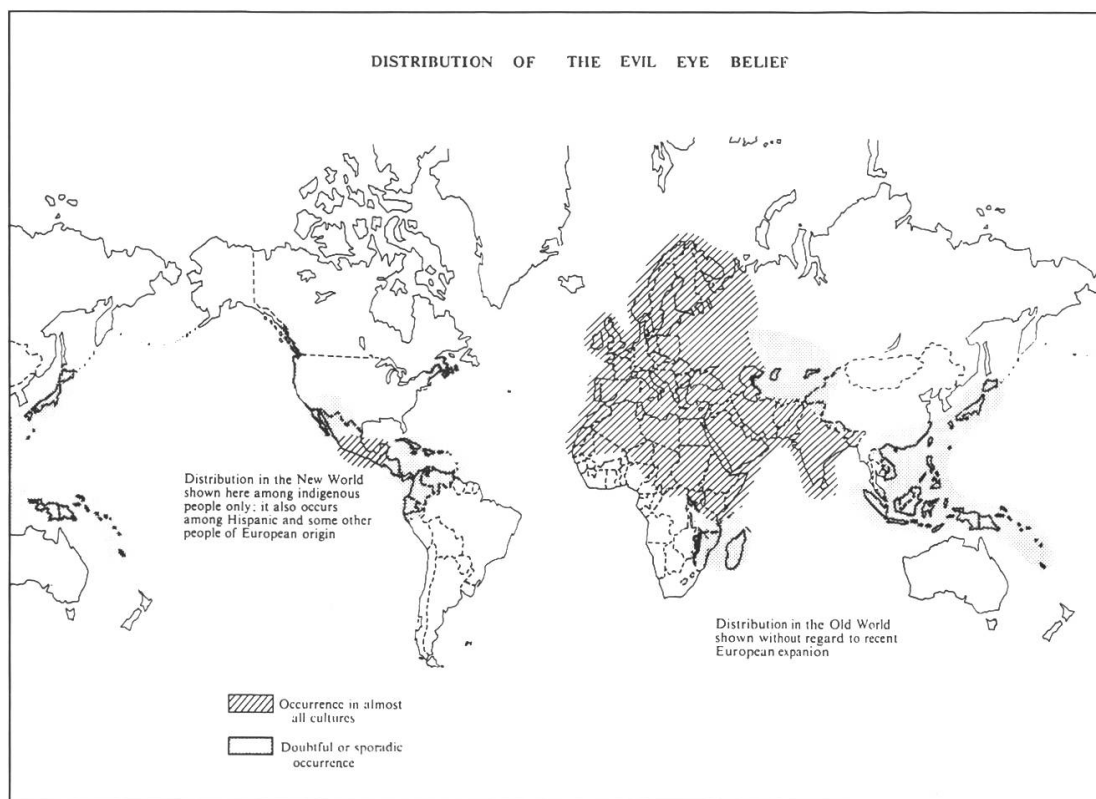 DISTRIBUTION OF THE EVIL EYE BELIEF
Distribution in the New World
shown here among indigenous
people only; it also occurs
among Hispanic and some other
people of European origin
Distribution in the Old World
shown without regard to recent
European expanion
Occurrence in almost
all cultures
Doubtful or sporadic
occurrence